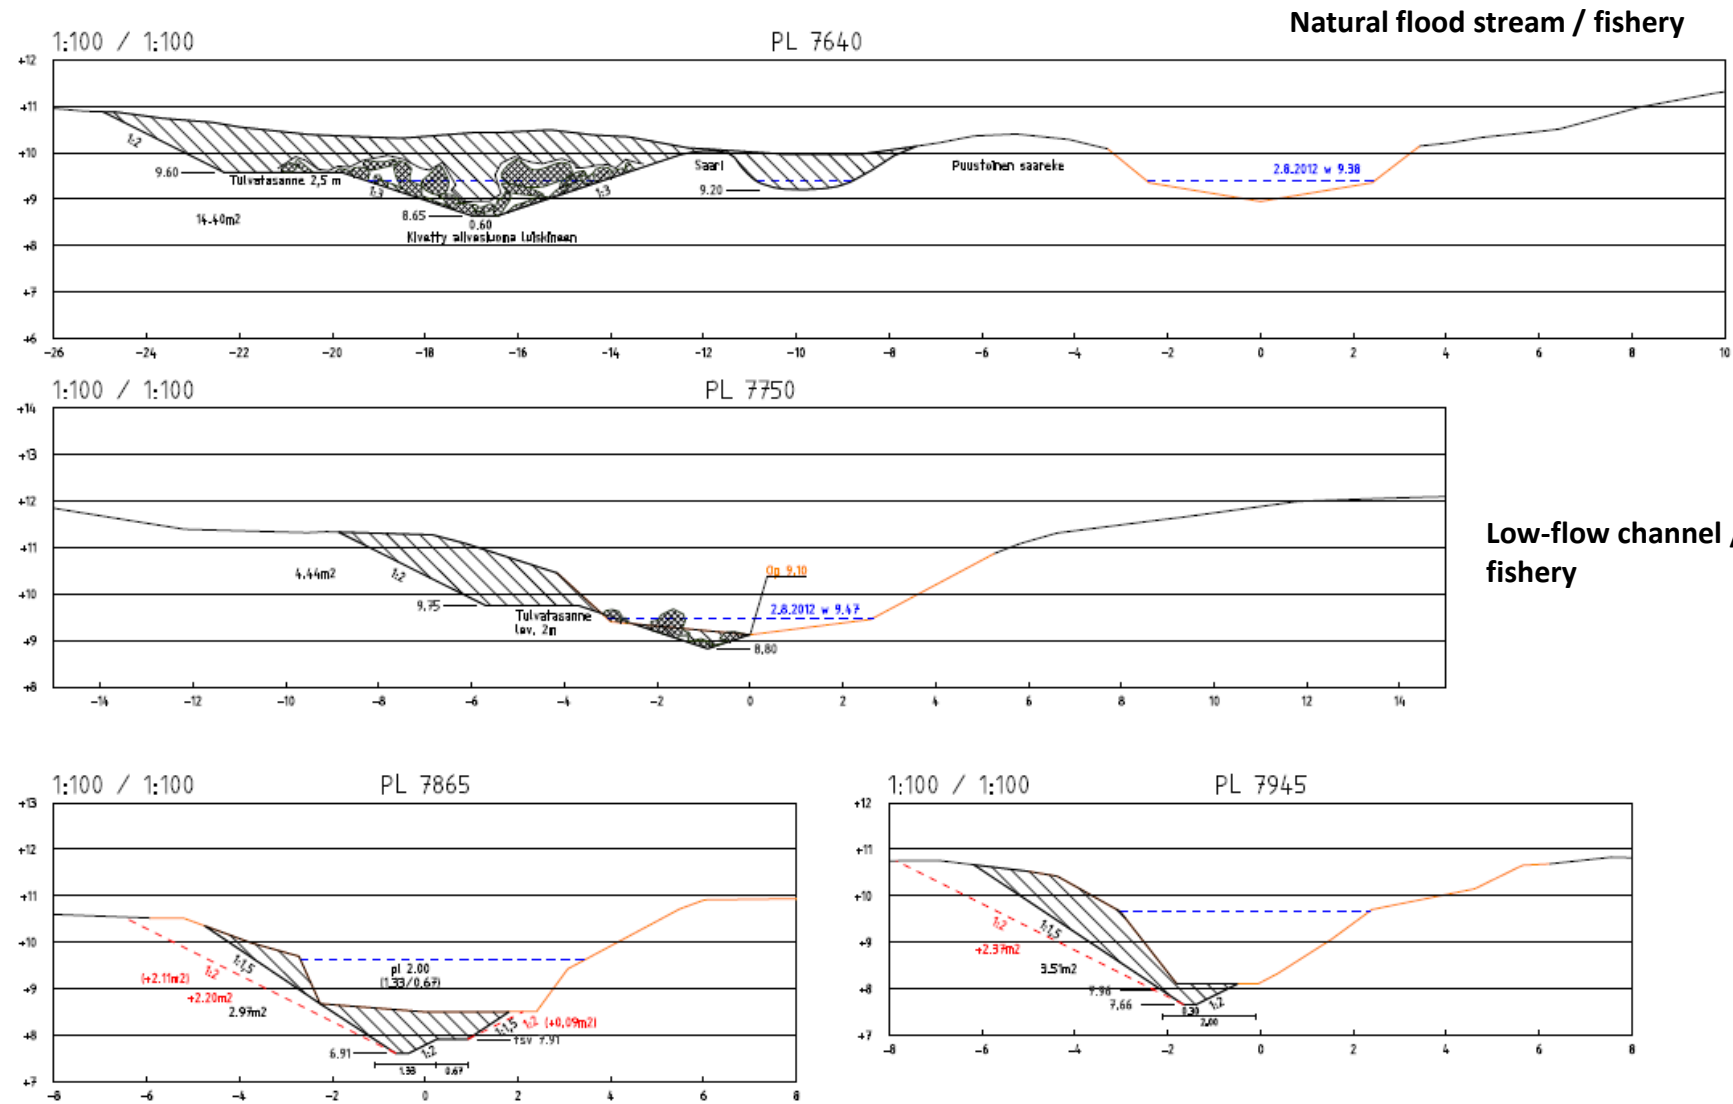 Natural flood stream / fishery
1:100 / 1:100
PL 7640
+12
+11
+10
+9
+8
+7
+6
1:2
9.60
Tulvatasanne 2,5 m
14.40m2
1:3
8.65
0.60
1:3
Kivetty alivesiuoma luiskineen
Saari
9.20
Puustoinen saareke
2.8.2012 w 9.38
-26 -24 -22 -20 -18 -16 -14 -12 -10 -8 -6 -4 -2 0 2 4 6 8 10
1:100 / 1:100
PL 7750
+14
+13
+12
+11
+10
+9
+8
4.44m2
1:2
9.75
Tulvatasanne
lev. 2m
Op 9.10
2.8.2012 w 9.47
8.80
-14 -12 -10 -8 -6 -4 -2 0 2 4 6 8 10 12 14
Low-flow channel /
fishery
1:100 / 1:100
PL 7865
+13
+12
+11
+10
+9
+8
+7
(+2.11m2)
1:2
+2.20m2
2.97m2
1:1,5
pl 2.00
(1.33/0.67)
6.91
1:2
1:1,5
1:2 (+0,09m2)
tsv 7.91
1.33
0.67
-8 -6 -4 -2 0 2 4 6 8
1:100 / 1:100
PL 7945
+12
+11
+10
+9
+8
+7
1:2
+2.37m2
1:1,5
3.51m2
7.96
7,66
0.30
1:2
2.00
-8 -6 -4 -2 0 2 4 6 8